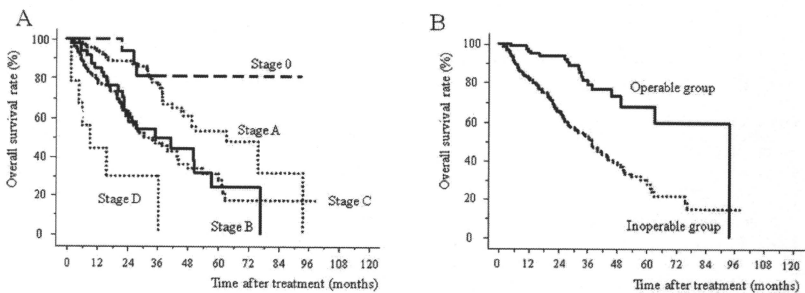 A
Overall survival rate (%)
100
80
60
40
20
0
Stage 0
Stage A
Stage D
Stage B
Stage C
0 12 24 36 48 60 72 84 96 108 120
Time after treatment (months)
B
Overall survival rate (%)
100
80
60
40
20
0
Operable group
Inoperable group
0 12 24 36 48 60 72 84 96 108 120
Time after treatment (months)